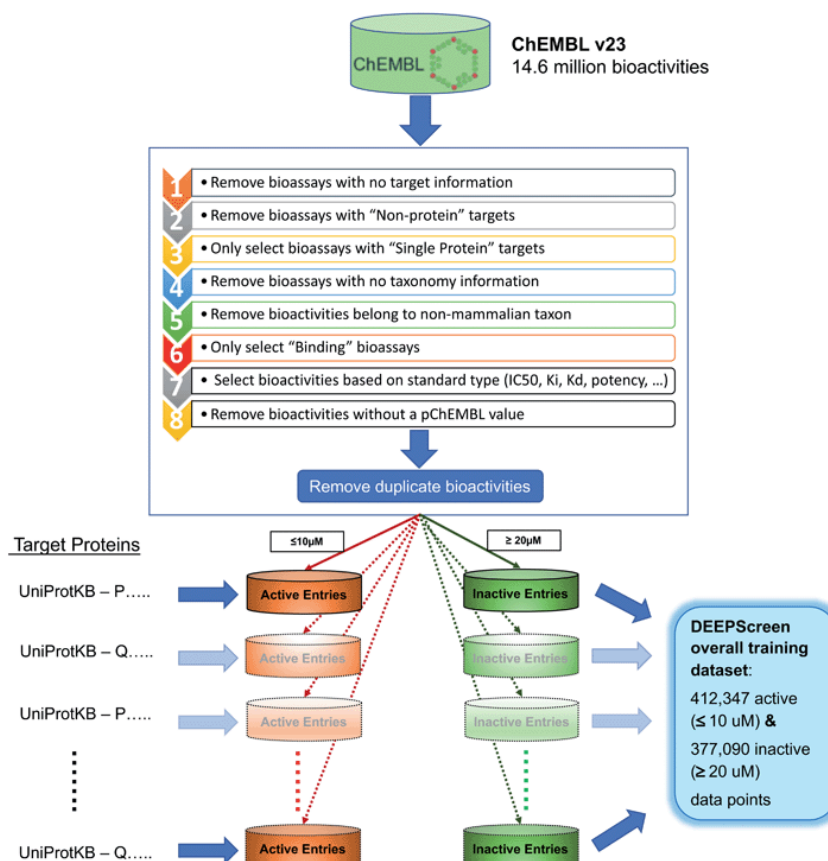 ChEMBL
ChEMBL v23
14.6 million bioactivities
1 • Remove bioassays with no target information
2 • Remove bioassays with “Non-protein” targets
3 • Only select bioassays with “Single Protein” targets
4 • Remove bioassays with no taxonomy information
5 • Remove bioactivities belong to non-mammalian taxon
6 • Only select “Binding” bioassays
7 • Select bioactivities based on standard type (IC50, Ki, Kd, potency, ...)
8 • Remove bioactivities without a pChEMBL value
Remove duplicate bioactivities
≤10µM
≥ 20µM
Target Proteins
UniProtKB – P…..
Active Entries
Inactive Entries
UniProtKB – Q…..
Active Entries
Inactive Entries
UniProtKB – P…..
Active Entries
Inactive Entries
UniProtKB – Q…..
Active Entries
Inactive Entries
DEEPScreen
overall training
dataset:
412,347 active
(≤ 10 uM) &
377,090 inactive
(≥ 20 uM)
data points